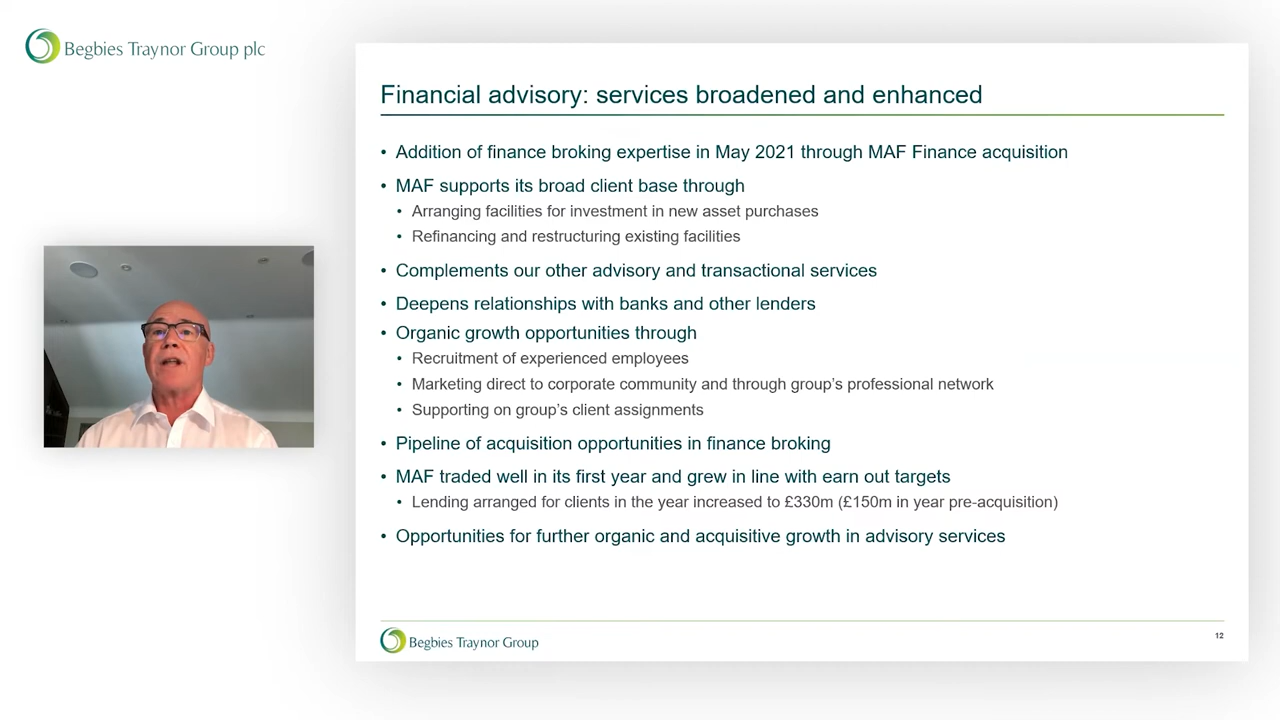 Begbies Traynor Group plc
Financial advisory: services broadened and enhanced
• Addition of finance broking expertise in May 2021 through MAF Finance acquisition
• MAF supports its broad client base through
• Arranging facilities for investment in new asset purchases
• Refinancing and restructuring existing facilities
• Complements our other advisory and transactional services
• Deepens relationships with banks and other lenders
• Organic growth opportunities through
• Recruitment of experienced employees
• Marketing direct to corporate community and through group’s professional network
• Supporting on group’s client assignments
• Pipeline of acquisition opportunities in finance broking
• MAF traded well in its first year and grew in line with earn out targets
• Lending arranged for clients in the year increased to £330m (£150m in year pre-acquisition)
• Opportunities for further organic and acquisitive growth in advisory services
Begbies Traynor Group
12